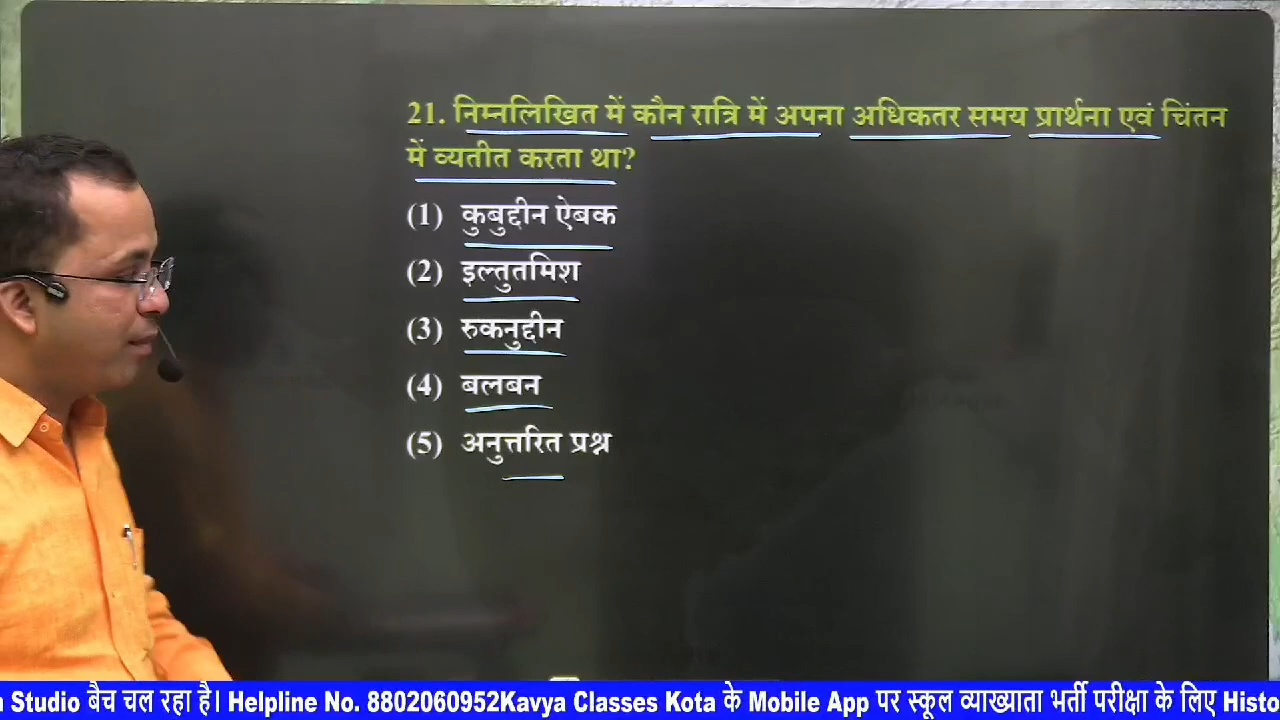 21. निम्नलिखित में कौन रात्रि में अपना अधिकतर समय प्रार्थना एवं चिंतन
में व्यतीत करता था?
(1) कुबुद्दीन ऐबक
(2) इल्तुतमिश
(3) रुकनुद्दीन
(4) बलबन
(5) अनुत्तरित प्रश्न
Studio बैच चल रहा है। Helpline No. 8802060952Kavya Classes Kota के Mobile App पर स्कूल व्याख्याता भर्ती परीक्षा के लिए Histo